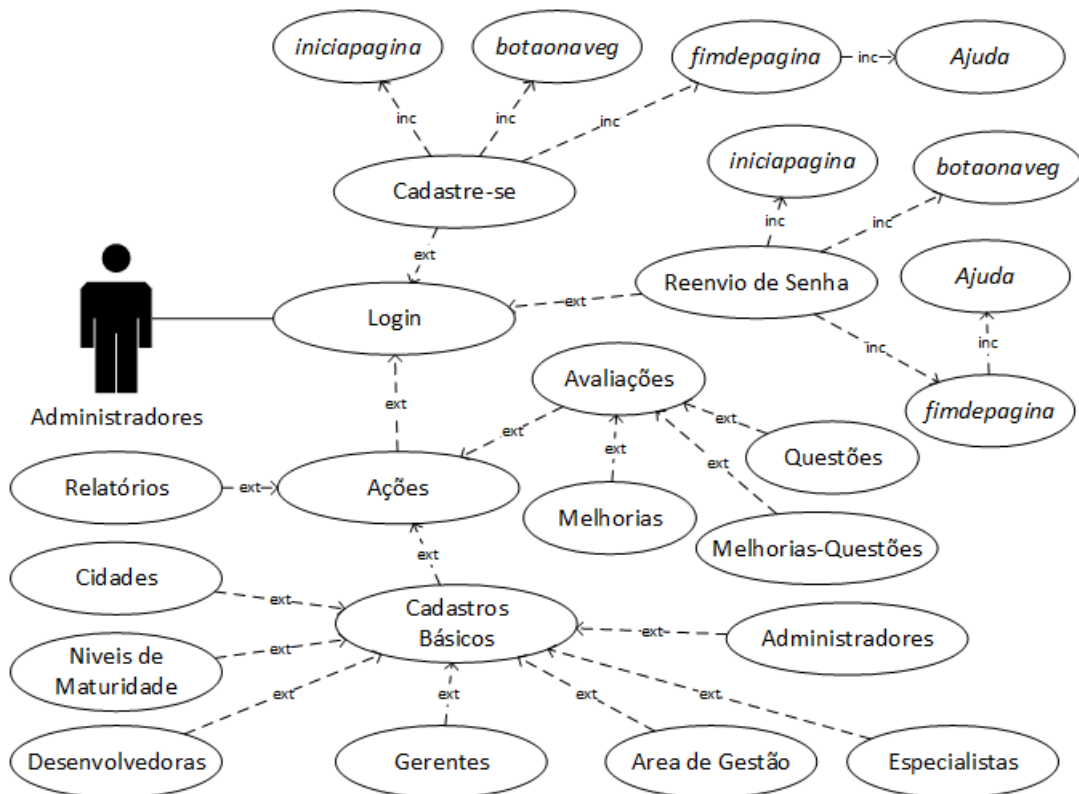 iniciapagina
botaonaveg
fimdepagina
inc
Ajuda
inc
inc
inc
iniciapagina
botaonaveg
Cadastre-se
inc
inc
ext
Reenvio de Senha
Ajuda
ext
Login
inc
inc
Avaliações
Administradores
fimdepagina
ext
ext
ext
Questões
ext
ext
Relatórios
ext
Ações
Melhorias
Melhorias-Questões
ext
Cidades
ext
Cadastros
Básicos
ext
Administradores
ext
Niveis de
Maturidade
ext
ext
ext
ext
Desenvolvedoras
Gerentes
Area de Gestão
Especialistas